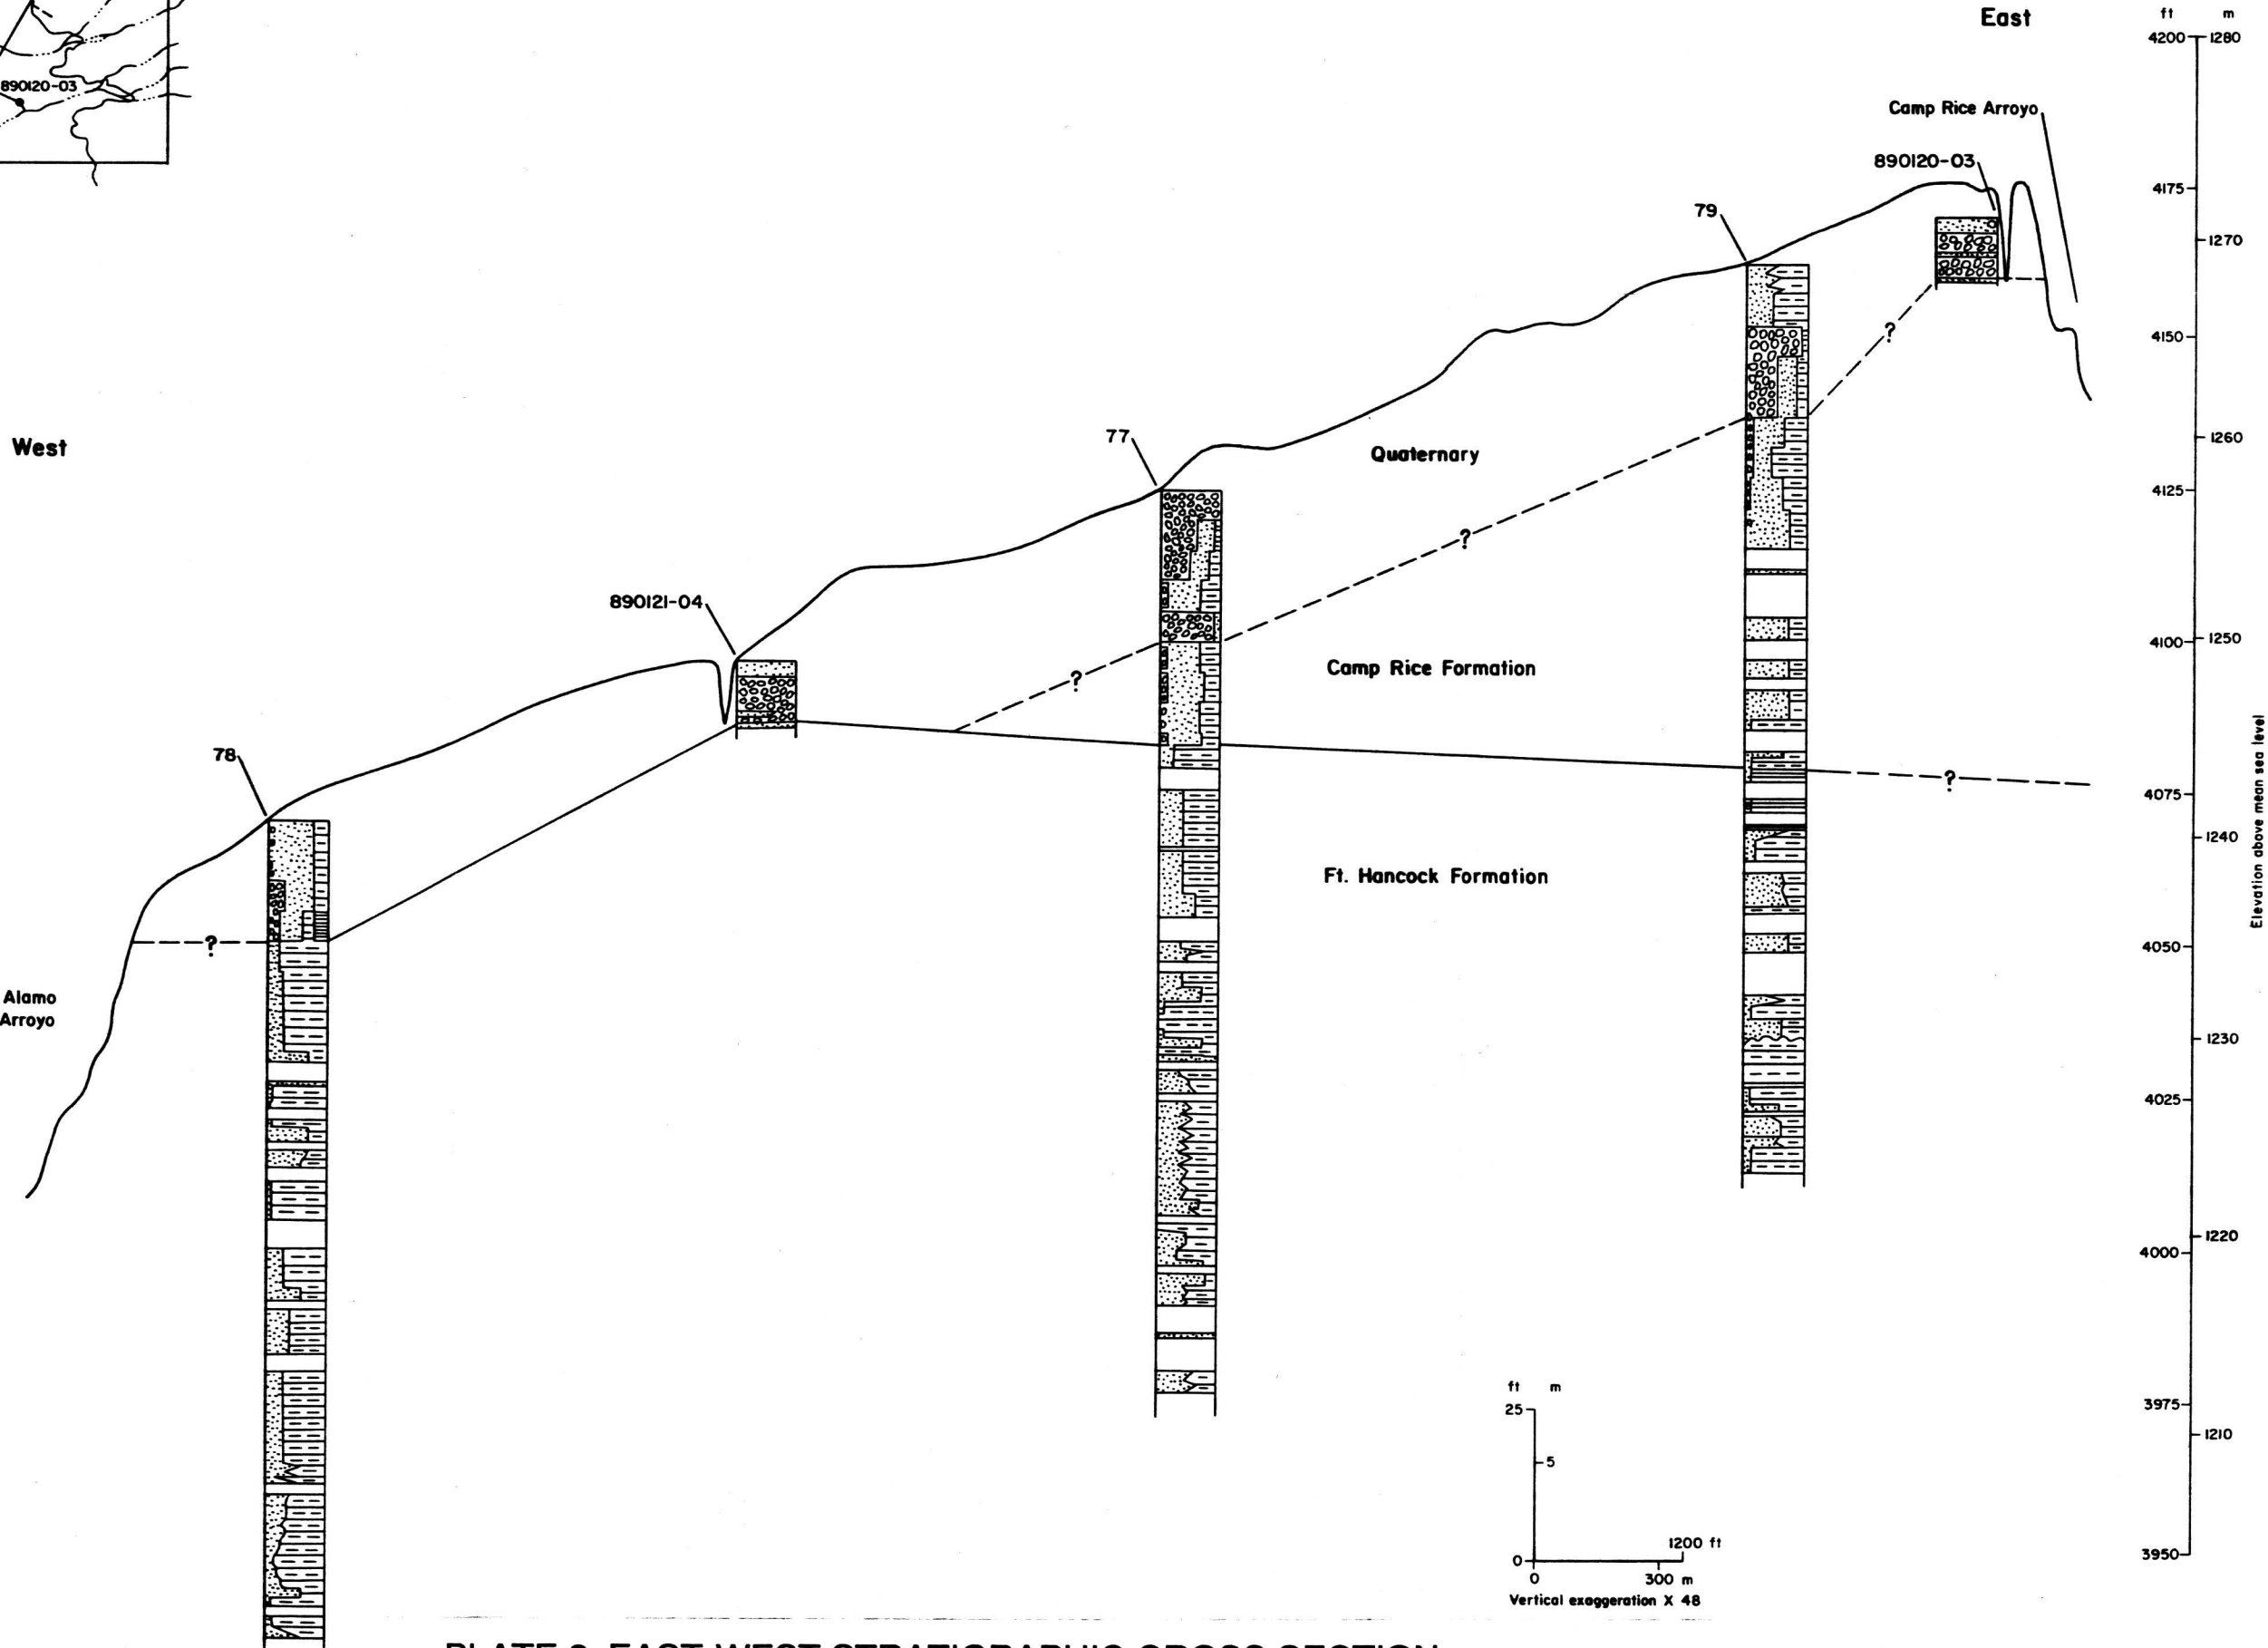 East
ft m
4200 1280
890120-03
Camp Rice Arroyo
890120-03
4175
79
1270
?
4150
West
77
Quaternary
1260
4125
?
890121-04
4100 1250
Camp Rice Formation
?
78
?
4075
Elevation above mean sea level
1240
Ft. Hancock Formation
?
4050
Alamo
Arroyo
1230
4025
1220
4000
ft m
25
3975
1210
5
1200 ft
0
3950
0 300 m
Vertical exaggeration X 48